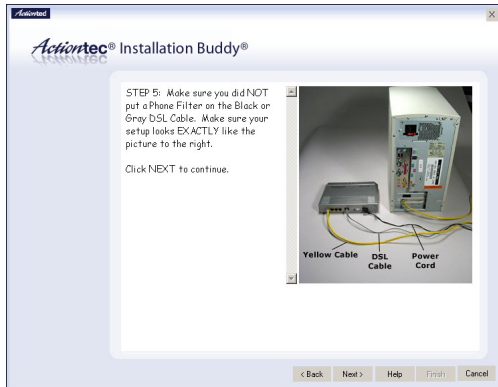 Actiontec
Actiontec® Installation Buddy®
STEP 5: Make sure you did NOT
put a Phone Filter on the Black or
Gray DSL Cable. Make sure your
setup looks EXACTLY like the
picture to the right.
Click NEXT to continue.
Yellow Cable
DSL
Cable
Power
Cord
< Back
Next >
Help
Finish
Cancel